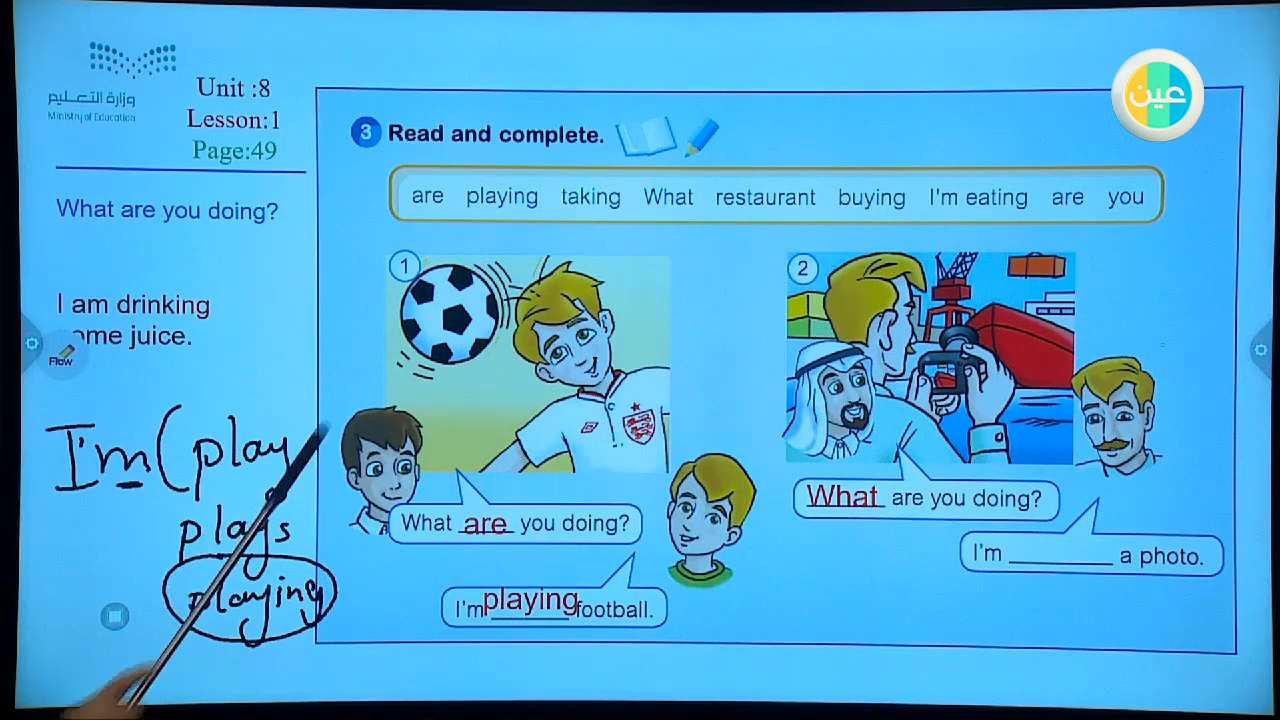 وزارة التعليم
Ministry of Education
Unit :8
Lesson:1
Page:49
What are you doing?
I am drinking
ome juice.
Flow
I'm ( play
plays
playing
عين
3 Read and complete.
are playing taking What restaurant buying I'm eating are you
1
What are you doing?
I'm playing football.
2
What are you doing?
I'm ________ a photo.